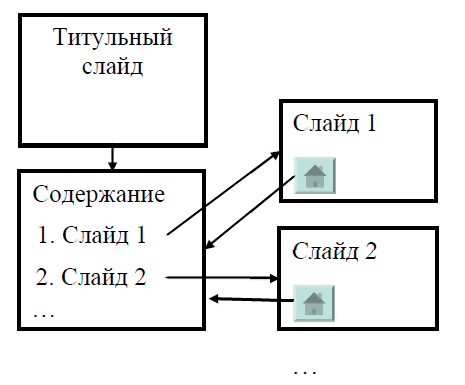 Титульный
слайд
Содержание
1. Слайд 1
2. Слайд 2
…
Слайд 1
Слайд 2
…